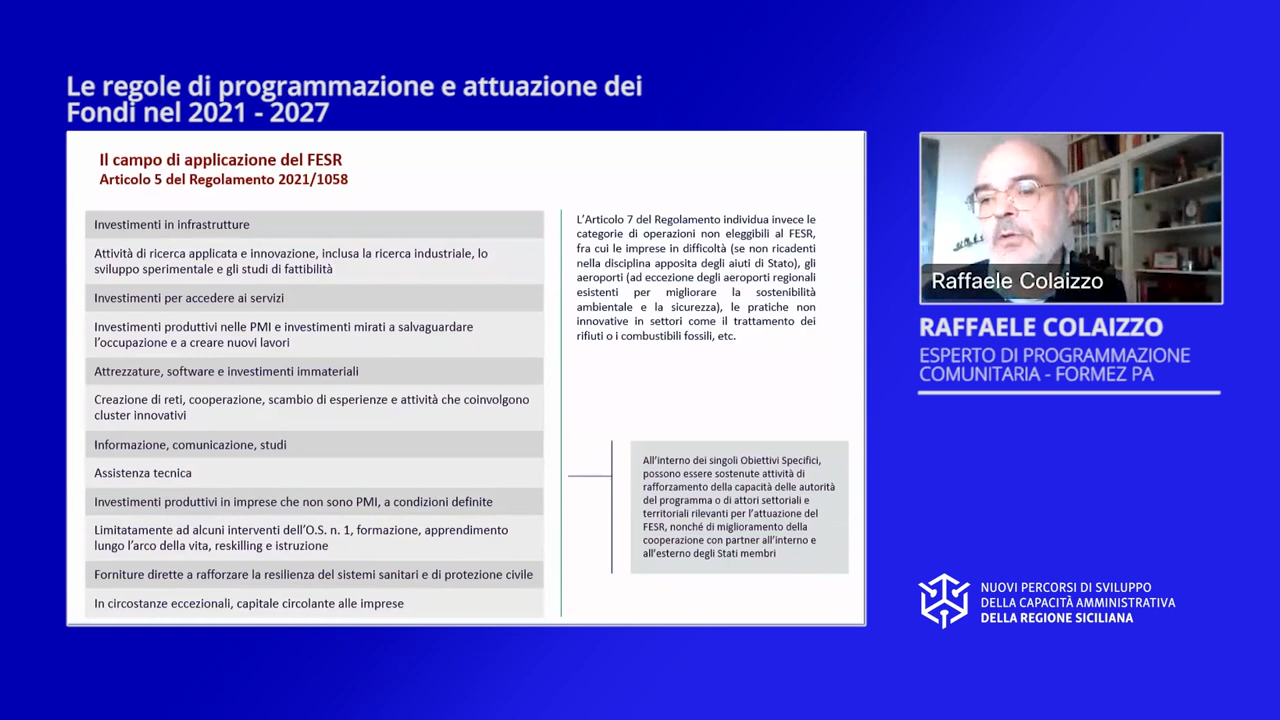 Le regole di programmazione e attuazione dei
Fondi nel 2021 - 2027
Il campo di applicazione del FESR
Articolo 5 del Regolamento 2021/1058
Investimenti in infrastrutture
Attività di ricerca applicata e innovazione, inclusa la ricerca industriale, lo
sviluppo sperimentale e gli studi di fattibilità
Investimenti per accedere ai servizi
Investimenti produttivi nelle PMI e investimenti mirati a salvaguardare
l'occupazione e a creare nuovi lavori
Attrezzature, software e investimenti immateriali
Creazione di reti, cooperazione, scambio di esperienze e attività che coinvolgono
cluster innovativi
Informazione, comunicazione, studi
Assistenza tecnica
Investimenti produttivi in imprese che non sono PMI, a condizioni definite
Limitatamente ad alcuni interventi dell'O.S. n. 1, formazione, apprendimento
lungo l'arco della vita, reskilling e istruzione
Forniture dirette a rafforzare la resilienza del sistemi sanitari e di protezione civile
In circostanze eccezionali, capitale circolante alle imprese
L'Articolo 7 del Regolamento individua invece le
categorie di operazioni non eleggibili al FESR,
fra cui le imprese in difficoltà (se non ricadenti
nella disciplina apposita degli aiuti di Stato), gli
aeroporti (ad eccezione degli aeroporti regionali
esistenti per migliorare la sostenibilità
ambientale e la sicurezza), le pratiche non
innovative in settori come il trattamento dei
rifiuti o i combustibili fossili, etc.
All'interno dei singoli Obiettivi Specifici,
possono essere sostenute attività di
rafforzamento della capacità delle autorità
del programma o di attori settoriali e
territoriali rilevanti per l'attuazione del
FESR, nonché di miglioramento della
cooperazione con partner all'interno e
all'esterno degli Stati membri
Raffaele Colaizzo
RAFFAELE COLAIZZO
ESPERTO DI PROGRAMMAZIONE
COMUNITARIA - FORMEZ PA
NUOVI PERCORSI DI SVILUPPO
DELLA CAPACITÀ AMMINISTRATIVA
DELLA REGIONE SICILIANA